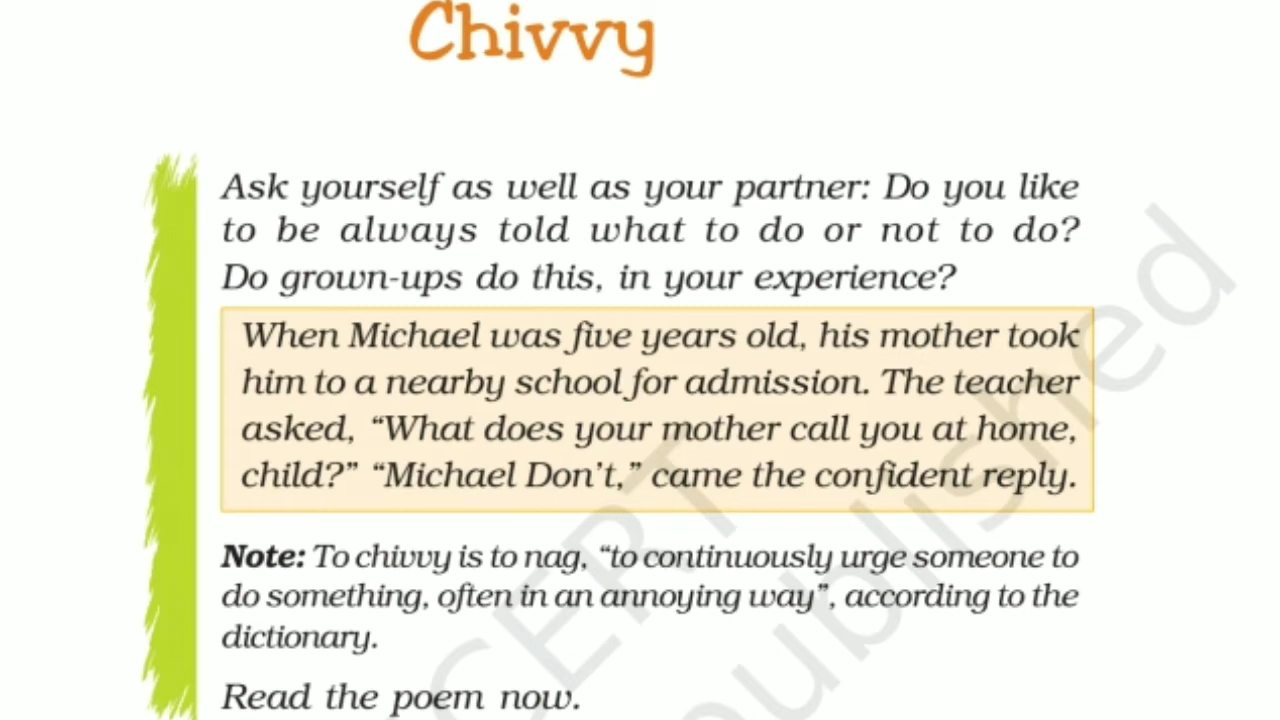 Chivvy
Ask yourself as well as your partner: Do you like
to be always told what to do or not to do?
Do grown-ups do this, in your experience?
When Michael was five years old, his mother took
him to a nearby school for admission. The teacher
asked, “What does your mother call you at home,
child?” “Michael Don’t,” came the confident reply.
Note: To chivvy is to nag, “to continuously urge someone to
do something, often in an annoying way”, according to the
dictionary.
Read the poem now.
CERT
published